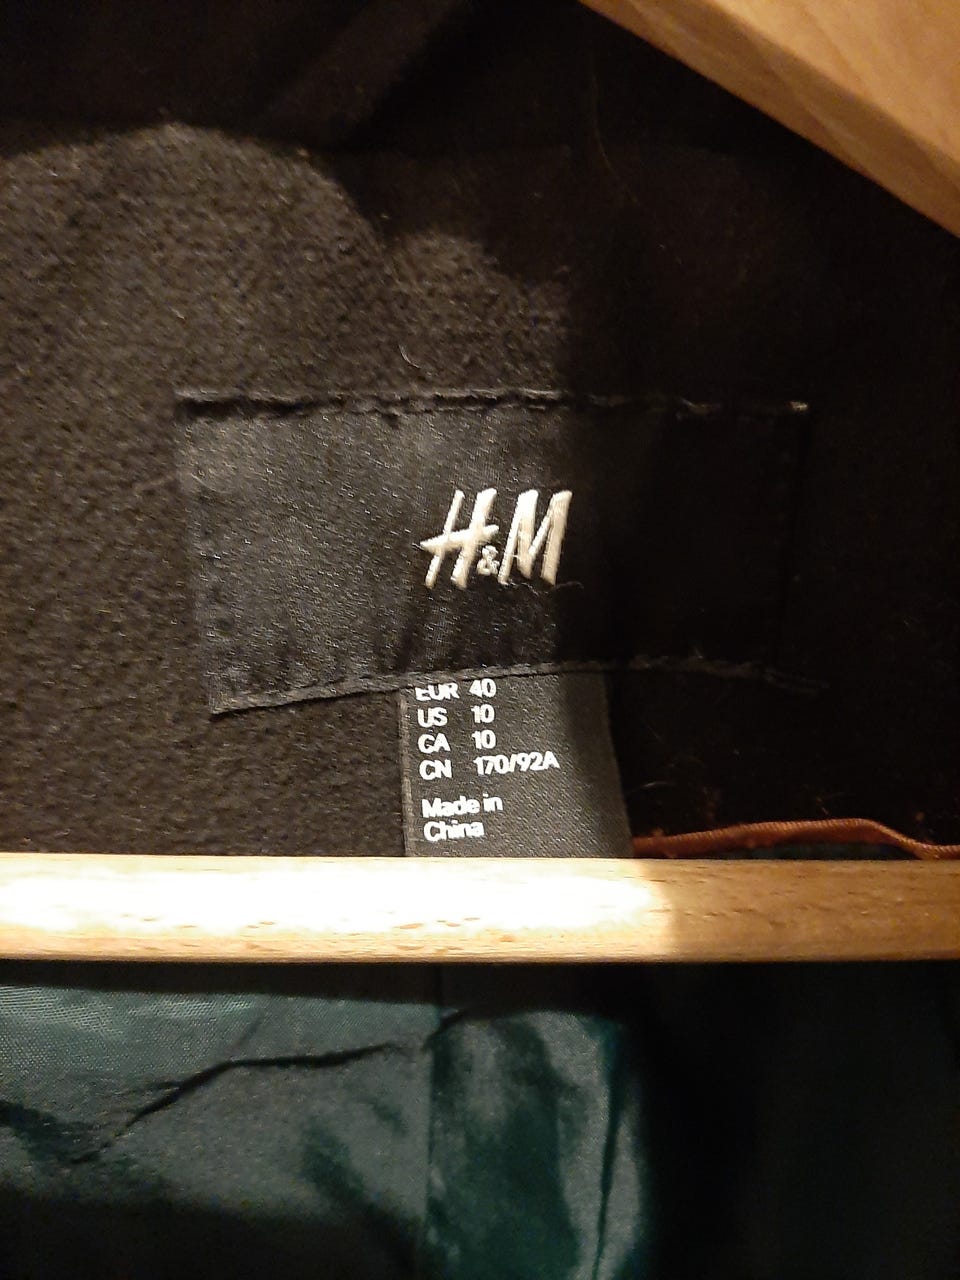 H&M
EUR 40
US 10
CA 10
CN 170/92A
Made in
China